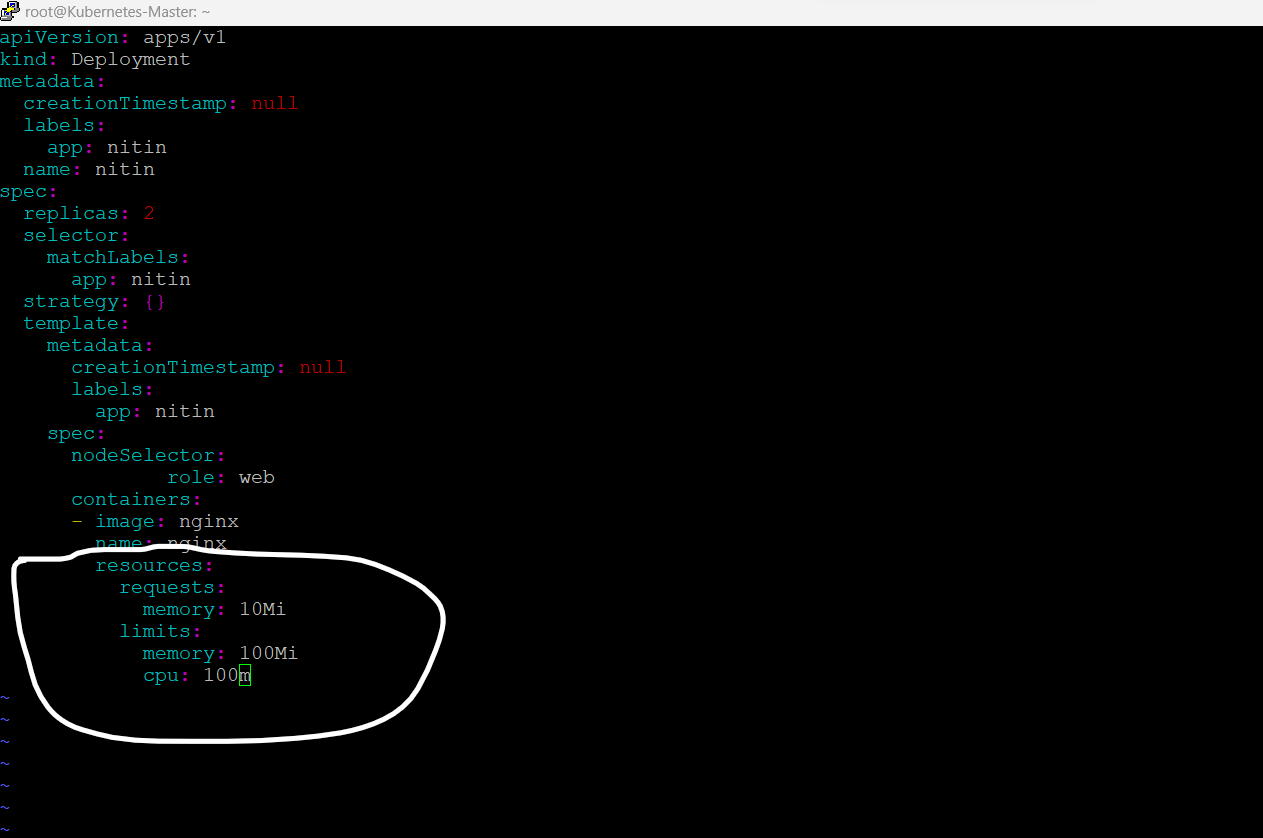 root@Kubernetes-Master: ~
apiVersion: apps/v1
kind: Deployment
metadata:
  creationTimestamp: null
  labels:
    app: nitin
  name: nitin
spec:
  replicas: 2
  selector:
    matchLabels:
      app: nitin
  strategy: {}
  template:
    metadata:
      creationTimestamp: null
      labels:
        app: nitin
    spec:
      nodeSelector:
              role: web
      containers:
      - image: nginx
        name: nginx
        resources:
          requests:
            memory: 10Mi
          limits:
            memory: 100Mi
            cpu: 100m
~
~
~
~
~
~
~